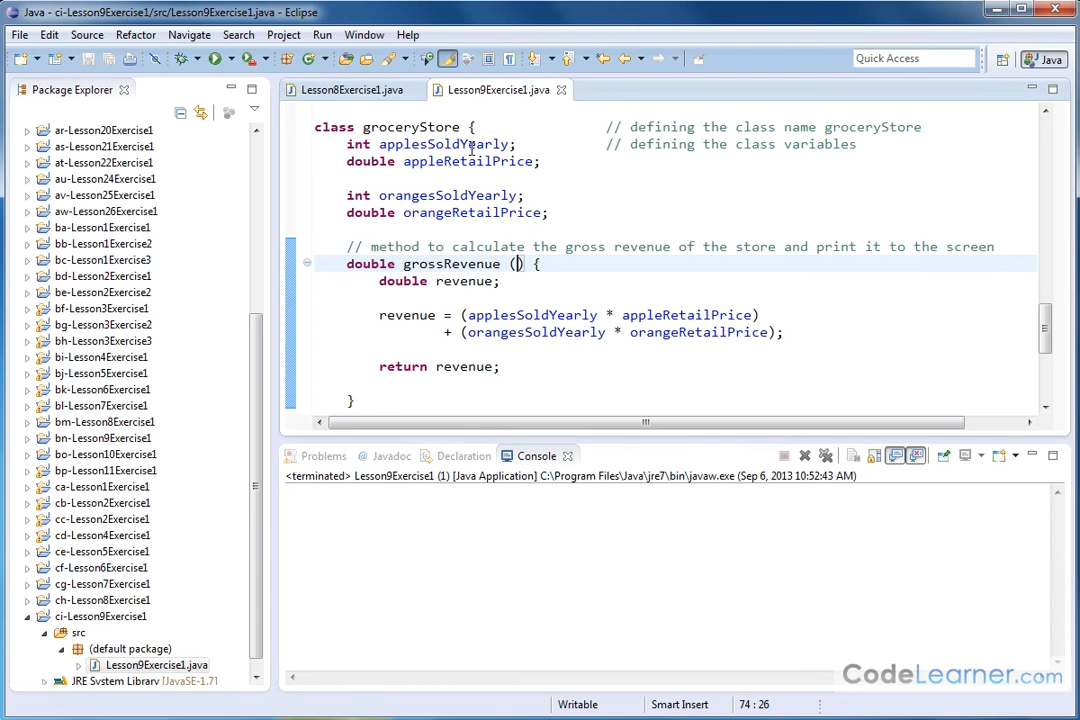 Java - ci-Lesson9Exercise1/src/Lesson9Exercise1.java - Eclipse
File Edit Source Refactor Navigate Search Project Run Window Help
Quick Access
Java
Package Explorer
Lesson8Exercise1.java
Lesson9Exercise1.java
ar-Lesson20Exercise1
as-Lesson21Exercise1
at-Lesson22Exercise1
au-Lesson24Exercise1
av-Lesson25Exercise1
aw-Lesson26Exercise1
ba-Lesson1Exercise1
bb-Lesson1Exercise2
bc-Lesson1Exercise3
bd-Lesson2Exercise1
be-Lesson2Exercise2
bf-Lesson3Exercise1
bg-Lesson3Exercise2
bh-Lesson3Exercise3
bi-Lesson4Exercise1
bj-Lesson5Exercise1
bk-Lesson6Exercise1
bl-Lesson7Exercise1
bm-Lesson8Exercise1
bn-Lesson9Exercise1
bo-Lesson10Exercise1
bp-Lesson11Exercise1
ca-Lesson1Exercise1
cb-Lesson2Exercise1
cc-Lesson2Exercise2
cd-Lesson4Exercise1
ce-Lesson5Exercise1
cf-Lesson6Exercise1
cg-Lesson7Exercise1
ch-Lesson8Exercise1
ci-Lesson9Exercise1
src
(default package)
Lesson9Exercise1.java
JRE System Library [JavaSE-1.7]
class groceryStore { // defining the class name groceryStore
int applesSoldYearly; // defining the class variables
double appleRetailPrice;
int orangesSoldYearly;
double orangeRetailPrice;
// method to calculate the gross revenue of the store and print it to the screen
double grossRevenue () {
double revenue;
revenue = (applesSoldYearly * appleRetailPrice)
+ (orangesSoldYearly * orangeRetailPrice);
return revenue;
}
Problems @ Javadoc Declaration Console
<terminated> Lesson9Exercise1 (1) [Java Application] C:\Program Files\Java\jre7\bin\javaw.exe (Sep 6, 2013 10:52:43 AM)
CodeLearner.com
Writable Smart Insert 74 : 26